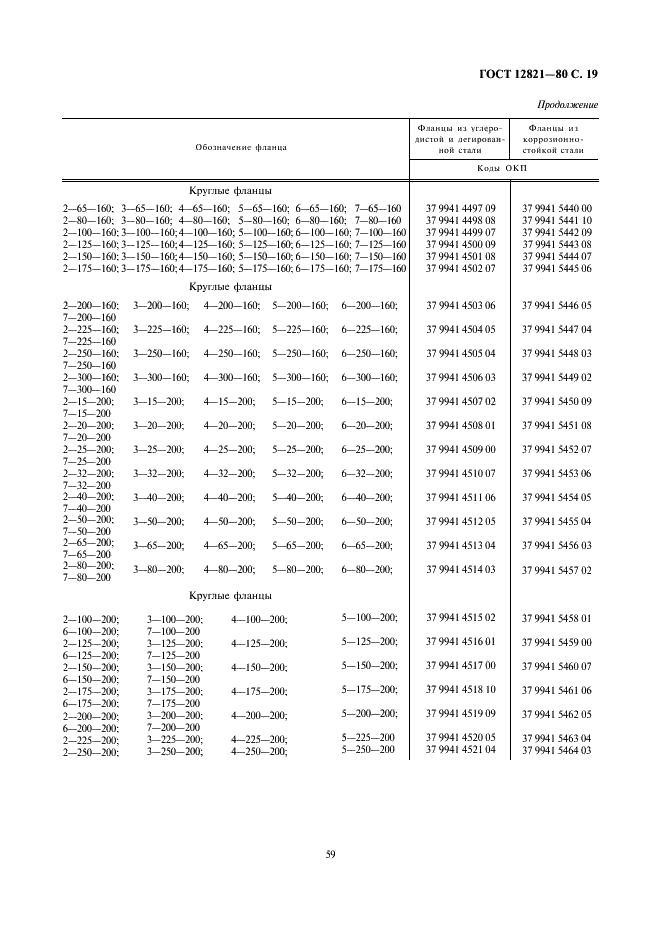 ГОСТ 12821—80 С. 19
Продолжение
Обозначение фланца
Фланцы из углеро-
дистой и легирован-
ной стали
Фланцы из
коррозионно-
стойкой стали
Коды ОКП
Круглые фланцы
2—65—160; 3—65—160; 4—65—160; 5—65—160; 6—65—160; 7—65—160 37 9941 4497 09 37 9941 5440 00
2—80—160; 3—80—160; 4—80—160; 5—80—160; 6—80—160; 7—80—160 37 9941 4498 08 37 9941 5441 10
2—100—160; 3—100—160; 4—100—160; 5—100—160; 6—100—160; 7—100—160 37 9941 4499 07 37 9941 5442 09
2—125—160; 3—125—160; 4—125—160; 5—125—160; 6—125—160; 7—125—160 37 9941 4500 09 37 9941 5443 08
2—150—160; 3—150—160; 4—150—160; 5—150—160; 6—150—160; 7—150—160 37 9941 4501 08 37 9941 5444 07
2—175—160; 3—175—160; 4—175—160; 5—175—160; 6—175—160; 7—175—160 37 9941 4502 07 37 9941 5445 06
Круглые фланцы
2—200—160; 3—200—160; 4—200—160; 5—200—160; 6—200—160; 37 9941 4503 06 37 9941 5446 05
7—200—160
2—225—160; 3—225—160; 4—225—160; 5—225—160; 6—225—160; 37 9941 4504 05 37 9941 5447 04
7—225—160
2—250—160; 3—250—160; 4—250—160; 5—250—160; 6—250—160; 37 9941 4505 04 37 9941 5448 03
7—250—160
2—300—160; 3—300—160; 4—300—160; 5—300—160; 6—300—160; 37 9941 4506 03 37 9941 5449 02
7—300—160
2—15—200; 3—15—200; 4—15—200; 5—15—200; 6—15—200; 37 9941 4507 02 37 9941 5450 09
7—15—200
2—20—200; 3—20—200; 4—20—200; 5—20—200; 6—20—200; 37 9941 4508 01 37 9941 5451 08
7—20—200
2—25—200; 3—25—200; 4—25—200; 5—25—200; 6—25—200; 37 9941 4509 00 37 9941 5452 07
7—25—200
2—32—200; 3—32—200; 4—32—200; 5—32—200; 6—32—200; 37 9941 4510 07 37 9941 5453 06
7—32—200
2—40—200; 3—40—200; 4—40—200; 5—40—200; 6—40—200; 37 9941 4511 06 37 9941 5454 05
7—40—200
2—50—200; 3—50—200; 4—50—200; 5—50—200; 6—50—200; 37 9941 4512 05 37 9941 5455 04
7—50—200
2—65—200; 3—65—200; 4—65—200; 5—65—200; 6—65—200; 37 9941 4513 04 37 9941 5456 03
7—65—200
2—80—200; 3—80—200; 4—80—200; 5—80—200; 6—80—200; 37 9941 4514 03 37 9941 5457 02
7—80—200
Круглые фланцы
2—100—200; 3—100—200; 4—100—200; 5—100—200; 37 9941 4515 02 37 9941 5458 01
6—100—200; 7—100—200
2—125—200; 3—125—200; 4—125—200; 5—125—200; 37 9941 4516 01 37 9941 5459 00
6—125—200; 7—125—200
2—150—200; 3—150—200; 4—150—200; 5—150—200; 37 9941 4517 00 37 9941 5460 07
6—150—200; 7—150—200
2—175—200; 3—175—200; 4—175—200; 5—175—200; 37 9941 4518 10 37 9941 5461 06
6—175—200; 7—175—200
2—200—200; 3—200—200; 4—200—200; 5—200—200; 37 9941 4519 09 37 9941 5462 05
6—200—200; 7—200—200
2—225—200; 3—225—200; 4—225—200; 5—225—200 37 9941 4520 05 37 9941 5463 04
2—250—200; 3—250—200; 4—250—200; 5—250—200 37 9941 4521 04 37 9941 5464 03
59